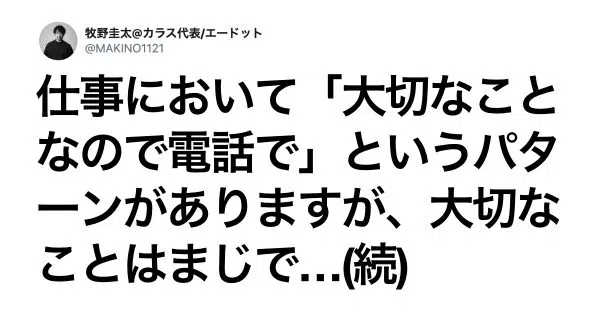 牧野圭太@カラス代表/エードット
@MAKINO1121
仕事において「大切なこと
なので電話で」というパタ
ーンがありますが、大切な
ことはまじで…(続)